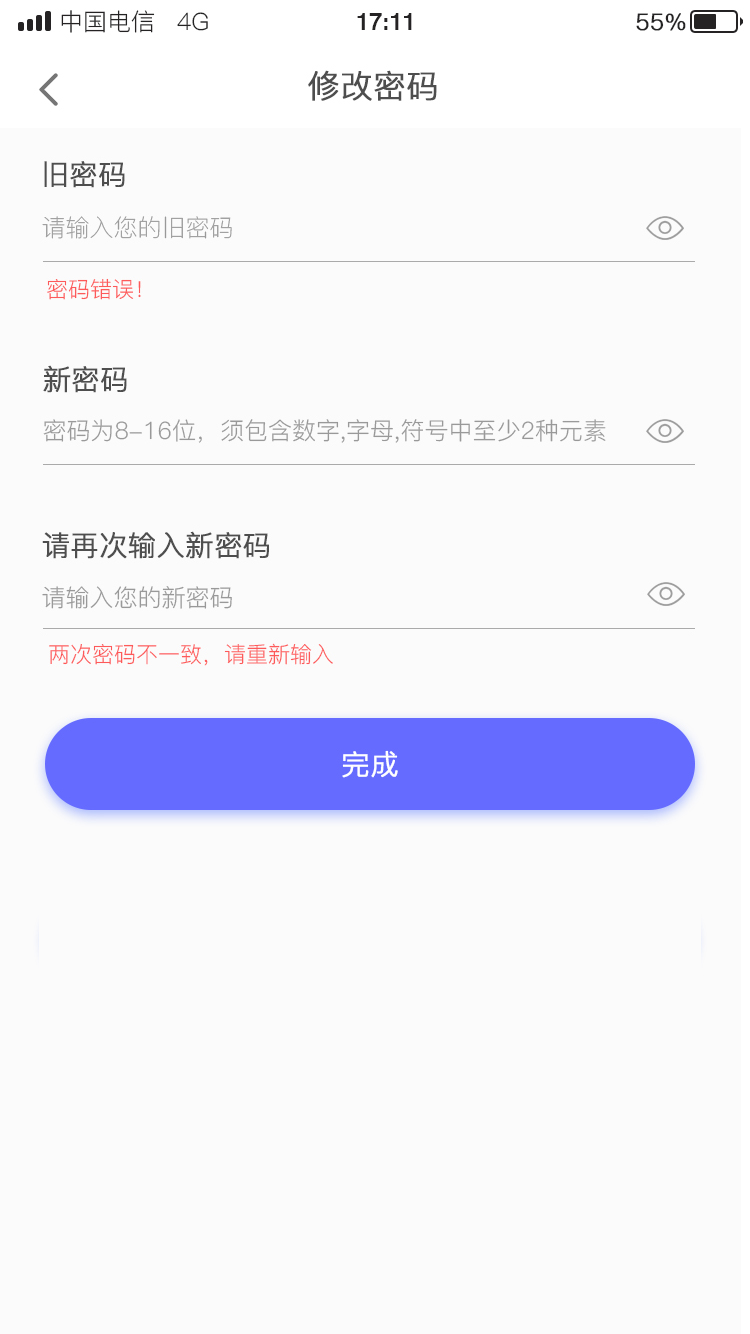 中国电信 4G 17:11 55%
修改密码
旧密码
请输入您的旧密码
密码错误!
新密码
密码为8-16位，须包含数字,字母,符号中至少2种元素
请再次输入新密码
请输入您的新密码
两次密码不一致，请重新输入
完成